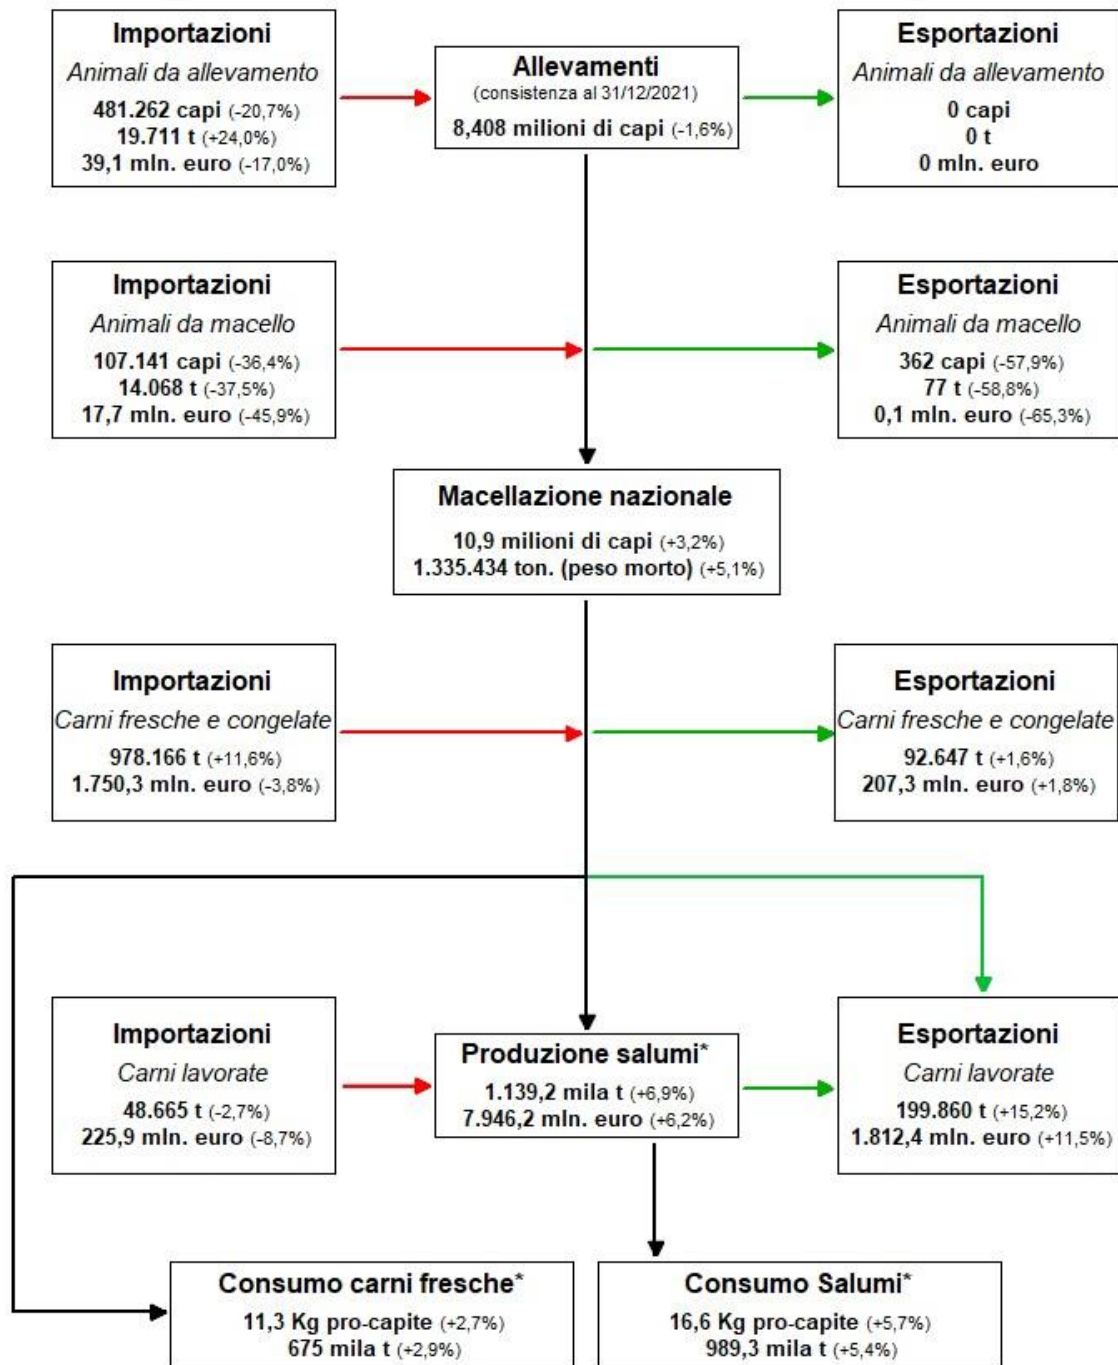 Importazioni
Animali da allevamento
481.262 capi (-20,7%)
19.711 t (+24,0%)
39,1 mln. euro (-17,0%)
Allevamenti
(consistenza al 31/12/2021)
8,408 milioni di capi (-1,6%)
Esportazioni
Animali da allevamento
0 capi
0 t
0 mln. euro
Importazioni
Animali da macello
107.141 capi (-36,4%)
14.068 t (-37,5%)
17,7 mln. euro (-45,9%)
Esportazioni
Animali da macello
362 capi (-57,9%)
77 t (-58,8%)
0,1 mln. euro (-65,3%)
Macellazione nazionale
10,9 milioni di capi (+3,2%)
1.335.434 ton. (peso morto) (+5,1%)
Importazioni
Carni fresche e congelate
978.166 t (+11,6%)
1.750,3 mln. euro (-3,8%)
Esportazioni
Carni fresche e congelate
92.647 t (+1,6%)
207,3 mln. euro (+1,8%)
Importazioni
Carni lavorate
48.665 t (-2,7%)
225,9 mln. euro (-8,7%)
Produzione salumi*
1.139,2 mila t (+6,9%)
7.946,2 mln. euro (+6,2%)
Esportazioni
Carni lavorate
199.860 t (+15,2%)
1.812,4 mln. euro (+11,5%)
Consumo carni fresche*
11,3 Kg pro-capite (+2,7%)
675 mila t (+2,9%)
Consumo Salumi*
16,6 Kg pro-capite (+5,7%)
989,3 mila t (+5,4%)